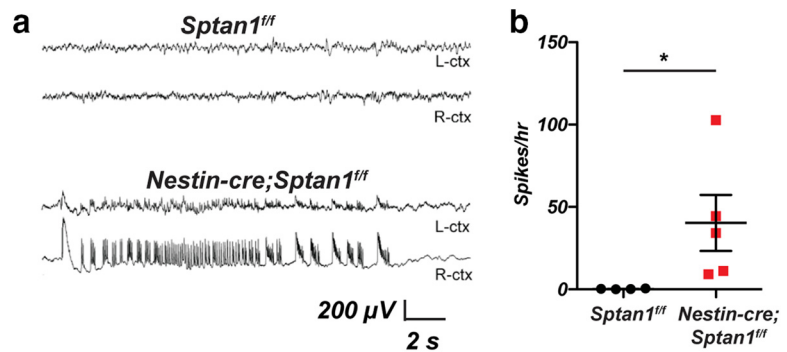 a
Sptan1f/f
L-ctx
R-ctx
Nestin-cre;Sptan1f/f
L-ctx
R-ctx
200 µV
2 s
b
150
*
100
Spikes/hr
50
0
Sptan1f/f
Nestin-cre;
Sptan1f/f